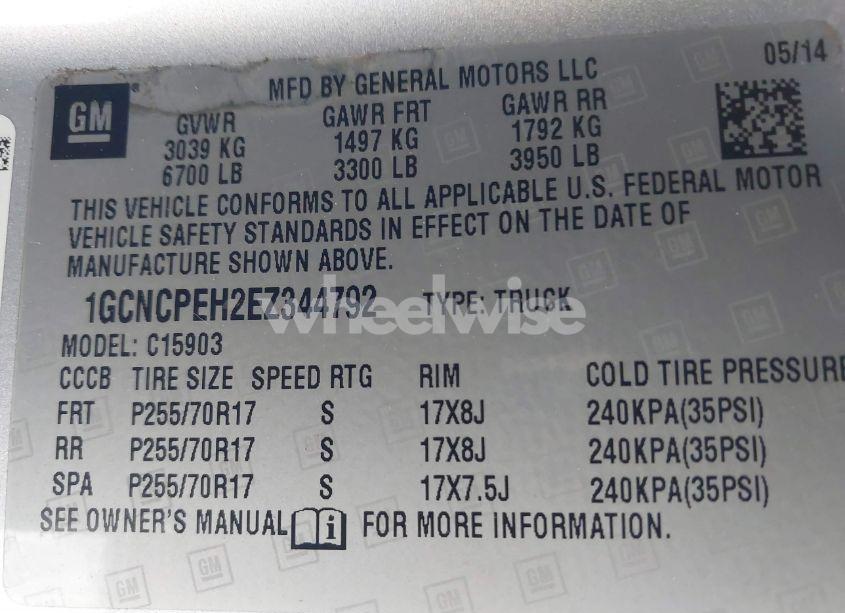 05/14
MFD BY GENERAL MOTORS LLC
GM
GVWR GAWR FRT GAWR RR
3039 KG 1497 KG 1792 KG
6700 LB 3300 LB 3950 LB
THIS VEHICLE CONFORMS TO ALL APPLICABLE U.S. FEDERAL MOTOR
VEHICLE SAFETY STANDARDS IN EFFECT ON THE DATE OF
MANUFACTURE SHOWN ABOVE.
1GCNCPEH2EZ344792 TYPE: TRUCK
wheelwise
MODEL: C15903
CCCB TIRE SIZE SPEED RTG RIM COLD TIRE PRESSURE
FRT P255/70R17 S 17X8J 240KPA(35PSI)
RR P255/70R17 S 17X8J 240KPA(35PSI)
SPA P255/70R17 S 17X7.5J 240KPA(35PSI)
SEE OWNER'S MANUAL i FOR MORE INFORMATION.